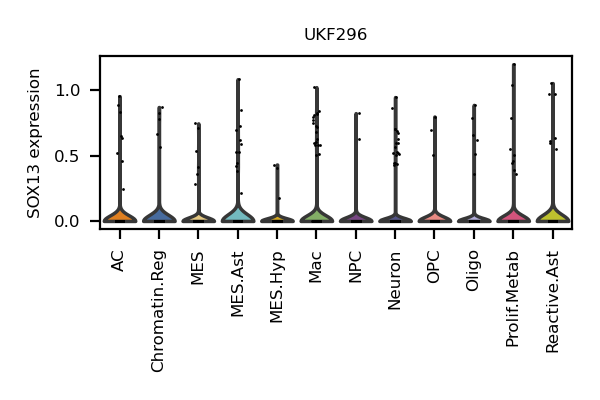 UKF296
SOX13 expression
1.0
0.5
0.0
AC
Chromatin.Reg
MES
MES.Ast
MES.Hyp
Mac
NPC
Neuron
OPC
Oligo
Prolif.Metab
Reactive.Ast